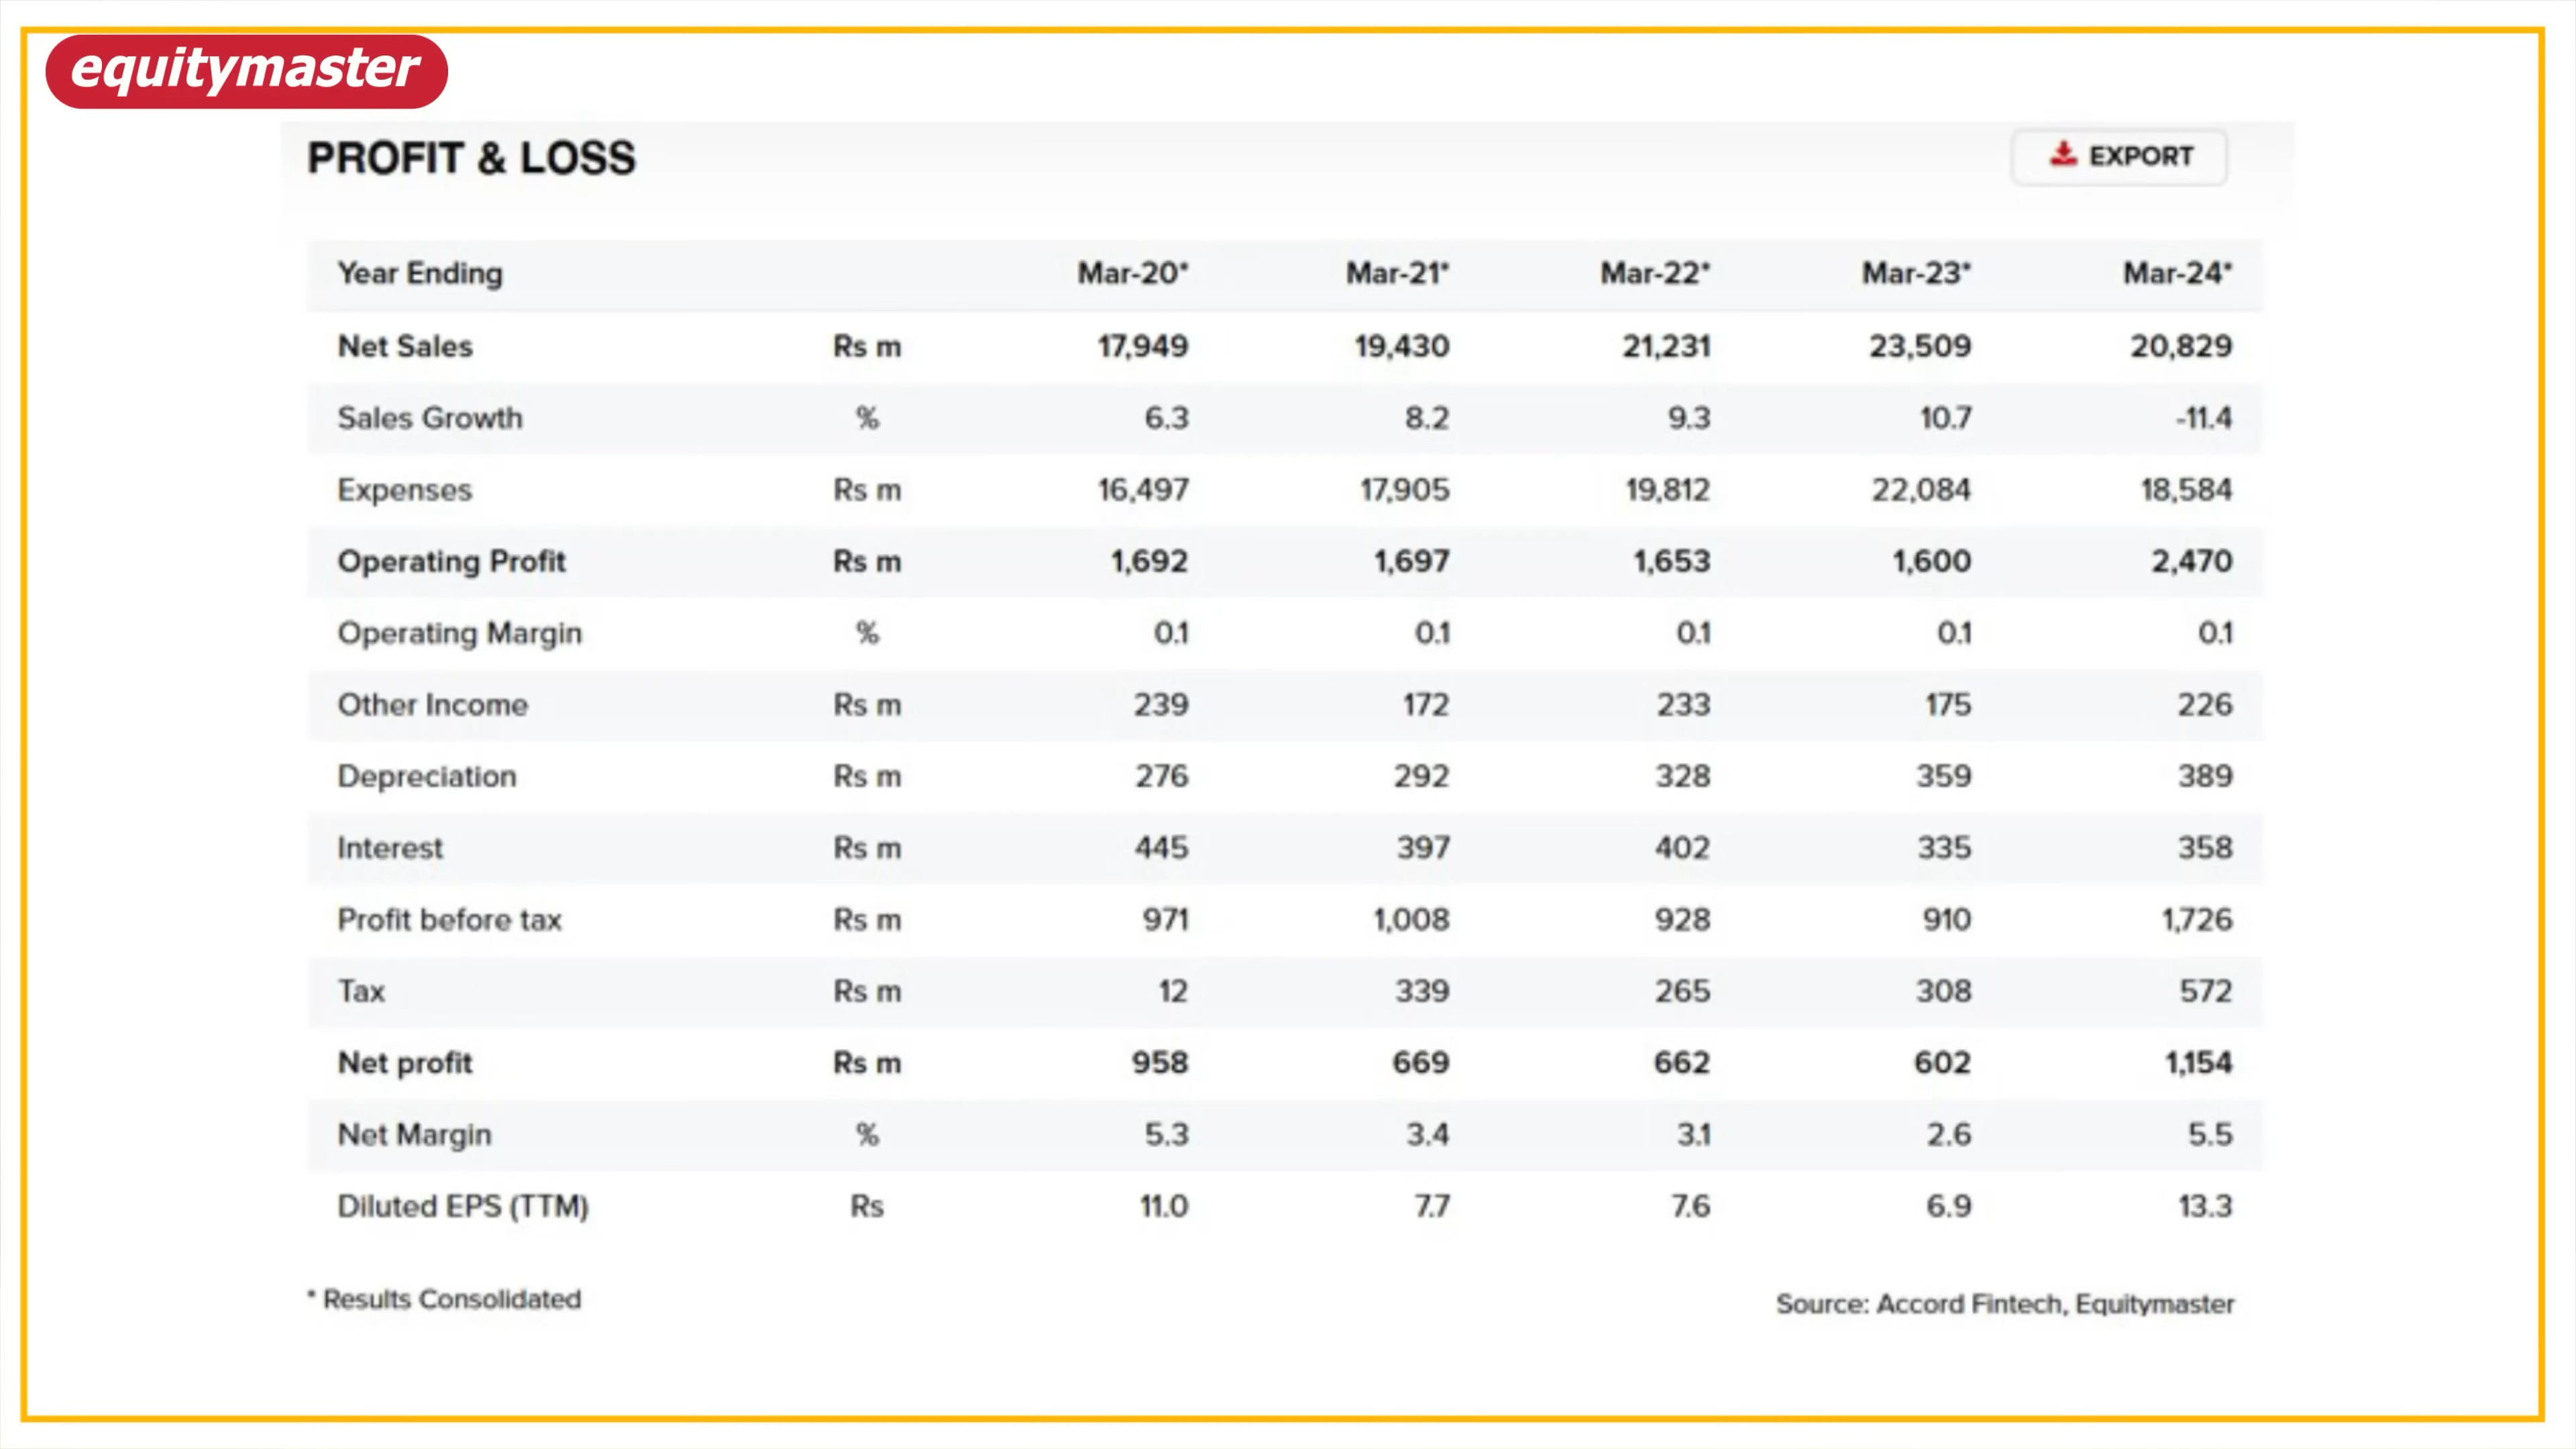 equitymaster
PROFIT & LOSS
EXPORT
Year Ending Mar-20* Mar-21* Mar-22* Mar-23* Mar-24*
Net Sales Rs m 17,949 19,430 21,231 23,509 20,829
Sales Growth % 6.3 8.2 9.3 10.7 -11.4
Expenses Rs m 16,497 17,905 19,812 22,084 18,584
Operating Profit Rs m 1,692 1,697 1,653 1,600 2,470
Operating Margin % 0.1 0.1 0.1 0.1 0.1
Other Income Rs m 239 172 233 175 226
Depreciation Rs m 276 292 328 359 389
Interest Rs m 445 397 402 335 358
Profit before tax Rs m 971 1,008 928 910 1,726
Tax Rs m 12 339 265 308 572
Net profit Rs m 958 669 662 602 1,154
Net Margin % 5.3 3.4 3.1 2.6 5.5
Diluted EPS (TTM) Rs 11.0 7.7 7.6 6.9 13.3
* Results Consolidated
Source: Accord Fintech, Equitymaster